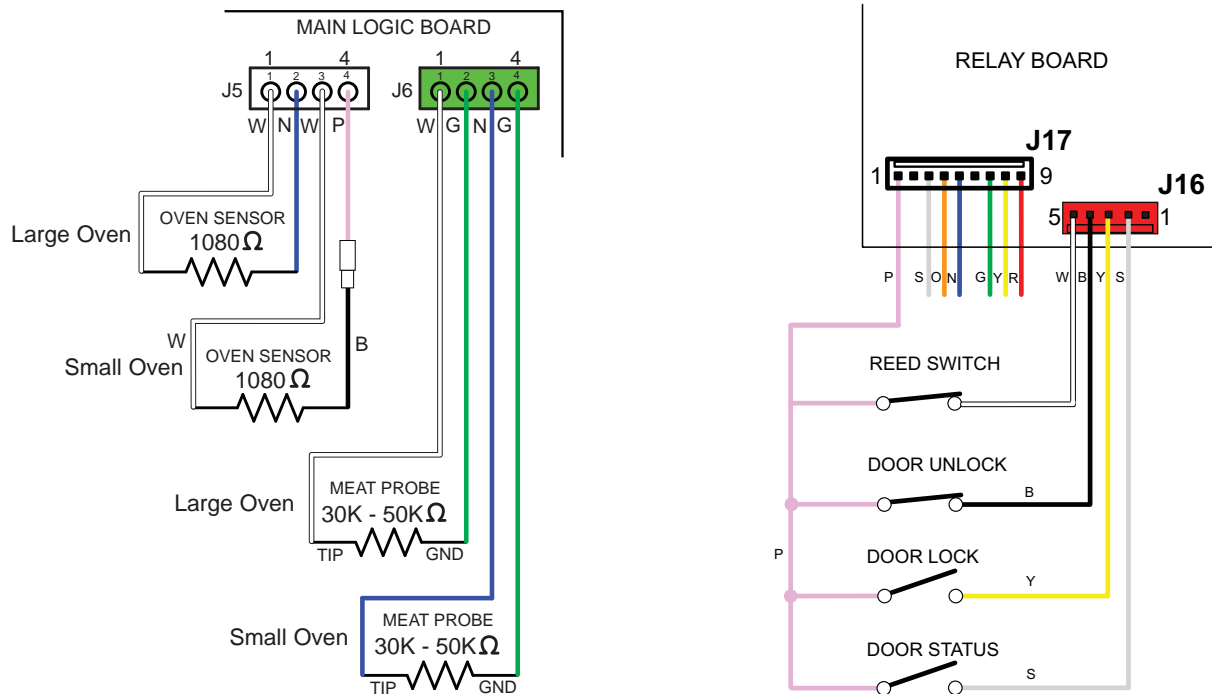 MAIN LOGIC BOARD
1 4 1 4
J5 1 2 3 4 J6 1 2 3 4
W N W P W G N G
Large Oven
OVEN SENSOR
1080Ω
W B
Small Oven
OVEN SENSOR
1080Ω
Large Oven
MEAT PROBE
30K - 50KΩ
TIP GND
Small Oven
MEAT PROBE
30K - 50KΩ
TIP GND
RELAY BOARD
J17
1 9
J16
5 1
P S O N G Y R W B Y S
REED SWITCH
DOOR UNLOCK
B
DOOR LOCK
P
Y
DOOR STATUS
S